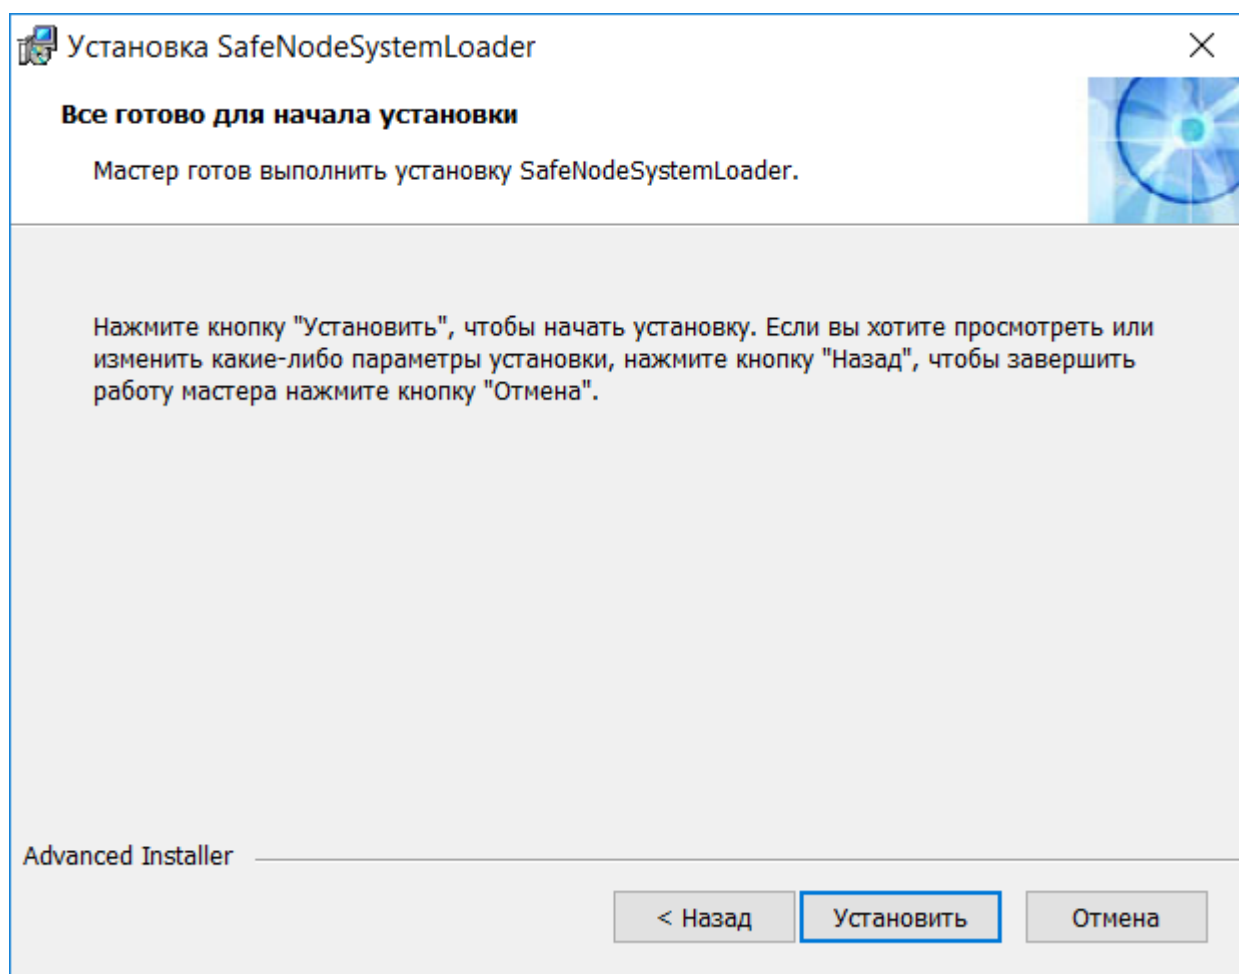 Установка SafeNodeSystemLoader
Все готово для начала установки
Мастер готов выполнить установку SafeNodeSystemLoader.
Нажмите кнопку "Установить", чтобы начать установку. Если вы хотите просмотреть или
изменить какие-либо параметры установки, нажмите кнопку "Назад", чтобы завершить
работу мастера нажмите кнопку "Отмена".
Advanced Installer
< Назад
Установить
Отмена